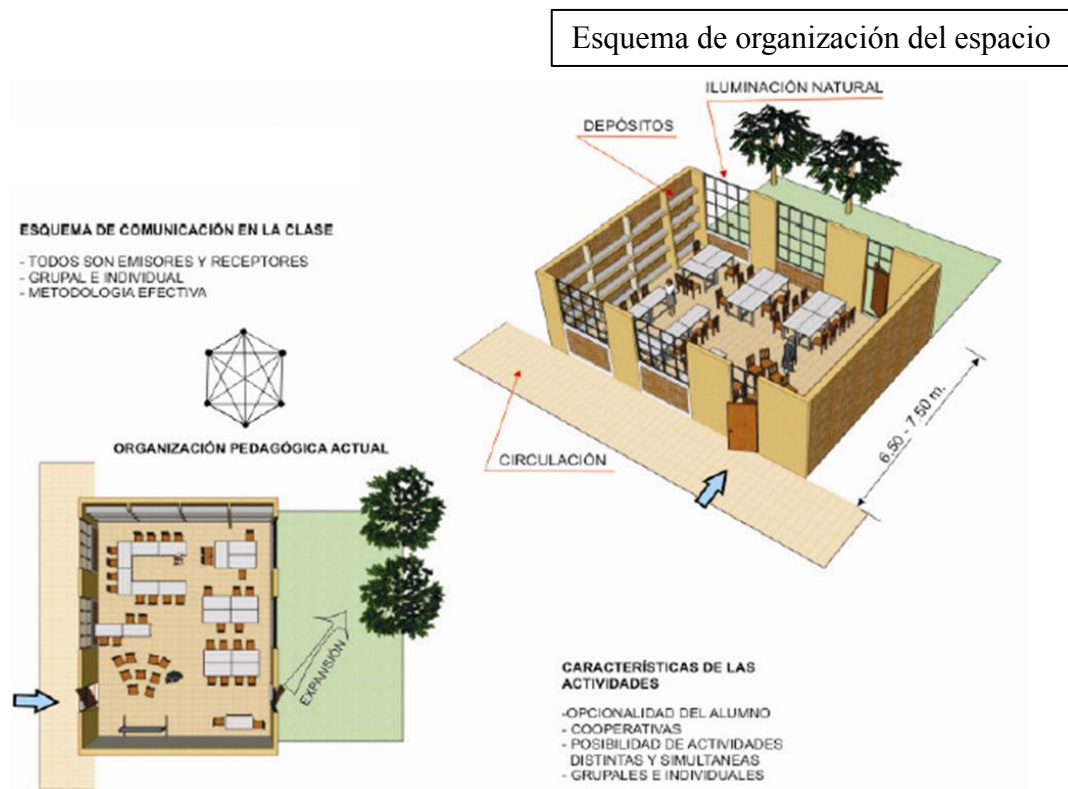 Esquema de organización del espacio
ILUMINACIÓN NATURAL
DEPÓSITOS
ESQUEMA DE COMUNICACIÓN EN LA CLASE
- TODOS SON EMISORES Y RECEPTORES
- GRUPAL E INDIVIDUAL
- METODOLOGIA EFECTIVA
CIRCULACIÓN
6.50 - 7.50 m.
ORGANIZACIÓN PEDAGÓGICA ACTUAL
EXPANSIÓN
CARACTERÍSTICAS DE LAS
ACTIVIDADES
-OPCIONALIDAD DEL ALUMNO
- COOPERATIVAS
- POSIBILIDAD DE ACTIVIDADES
DISTINTAS Y SIMULTANEAS
- GRUPALES E INDIVIDUALES